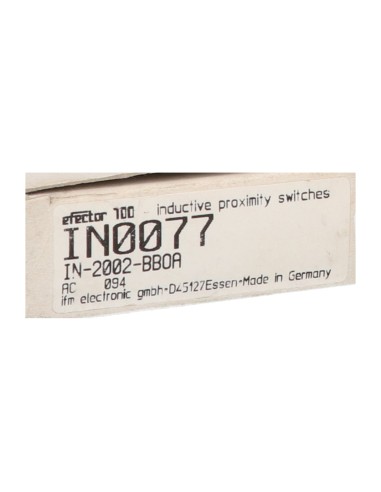 efector 100 - inductive proximity switches
IN0077
IN-2002-BBOA
AC 094
ifm electronic gmbh-D45127Essen-Made in Germany